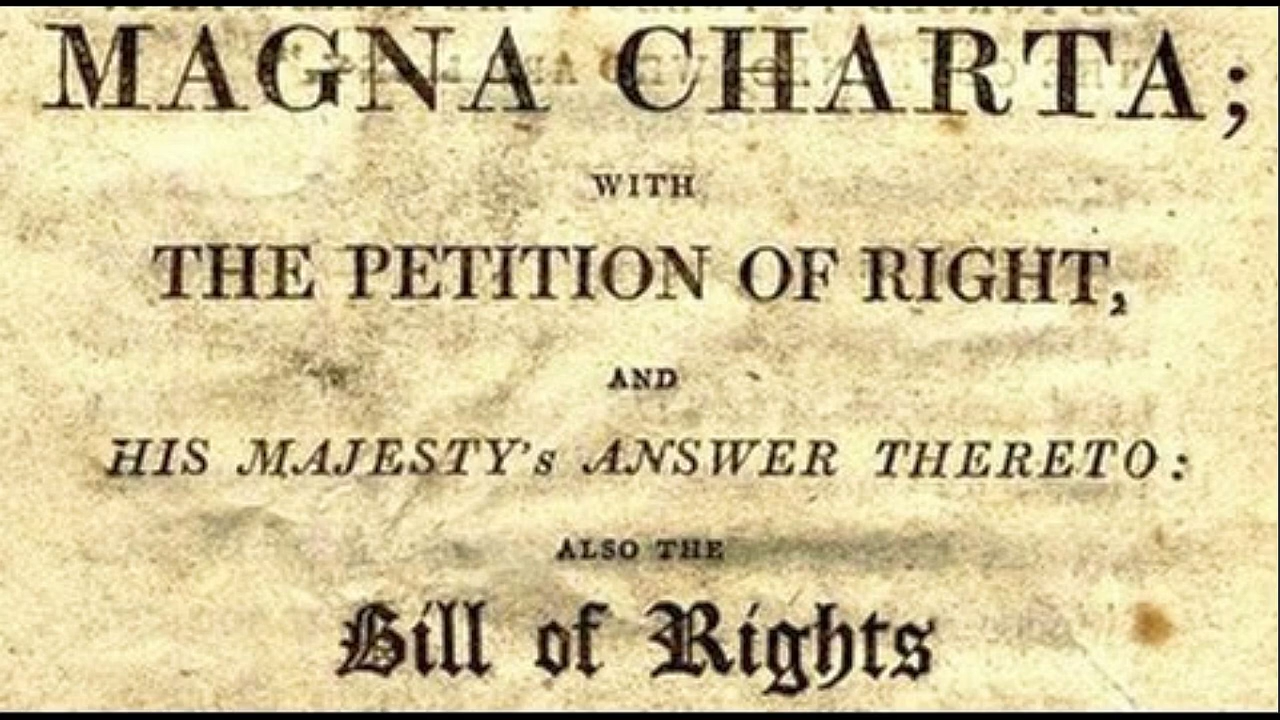 MAGNA CHARTA;
WITH
THE PETITION OF RIGHT,
AND
HIS MAJESTY's ANSWER THERETO:
ALSO THE
Bill of Rights